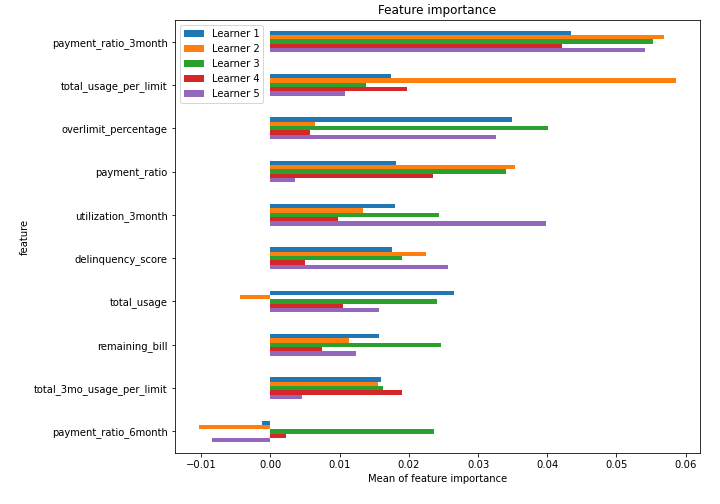 Feature importance
Learner 1
Learner 2
Learner 3
Learner 4
Learner 5
feature
payment_ratio_3month
total_usage_per_limit
overlimit_percentage
payment_ratio
utilization_3month
delinquency_score
total_usage
remaining_bill
total_3mo_usage_per_limit
payment_ratio_6month
−0.01 0.00 0.01 0.02 0.03 0.04 0.05 0.06
Mean of feature importance